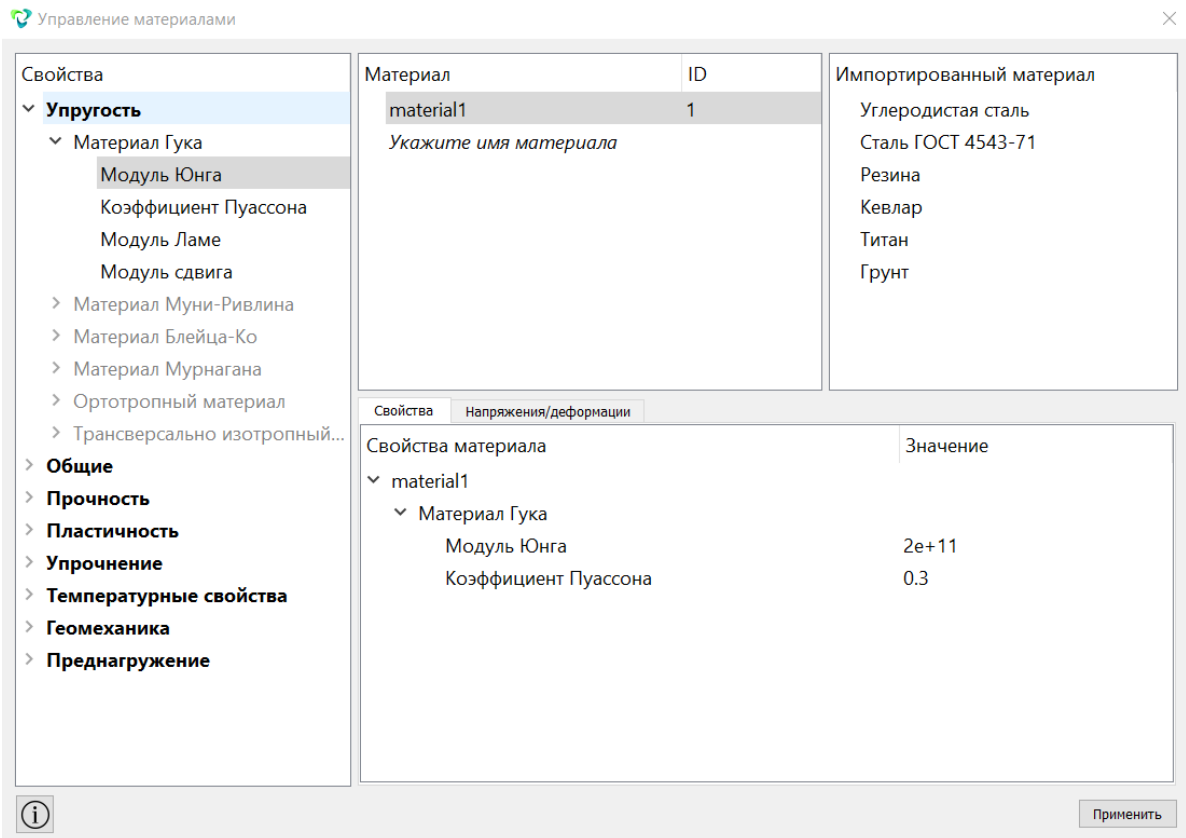 Управление материалами
Свойства
Упругость
Материал Гука
Модуль Юнга
Коэффициент Пуассона
Модуль Ламе
Модуль сдвига
Материал Муни-Ривлина
Материал Блейца-Ко
Материал Мурнагана
Ортотропный материал
Трансверсально изотропный...
Общие
Прочность
Пластичность
Упрочнение
Температурные свойства
Геомеханика
Преднагружение
Материал ID
material1 1
Укажите имя материала
Импортированный материал
Углеродистая сталь
Сталь ГОСТ 4543-71
Резина
Кевлар
Титан
Грунт
Свойства Напряжения/деформации
Свойства материала Значение
material1
Материал Гука
Модуль Юнга 2e+11
Коэффициент Пуассона 0.3
Применить